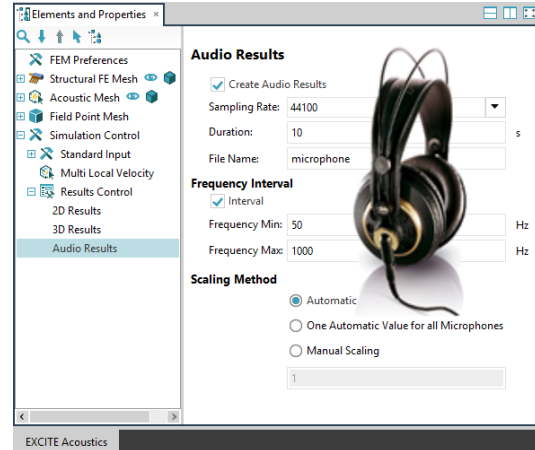 Elements and Properties ×
FEM Preferences
Structural FE Mesh
Acoustic Mesh
Field Point Mesh
Simulation Control
Standard Input
Multi Local Velocity
Results Control
2D Results
3D Results
Audio Results
Audio Results
Create Audio Results
Sampling Rate: 44100
Duration: 10 s
File Name: microphone
Frequency Interval
Interval
Frequency Min: 50 Hz
Frequency Max: 1000 Hz
Scaling Method
Automatic
One Automatic Value for all Microphones
Manual Scaling
1
EXCITE Acoustics